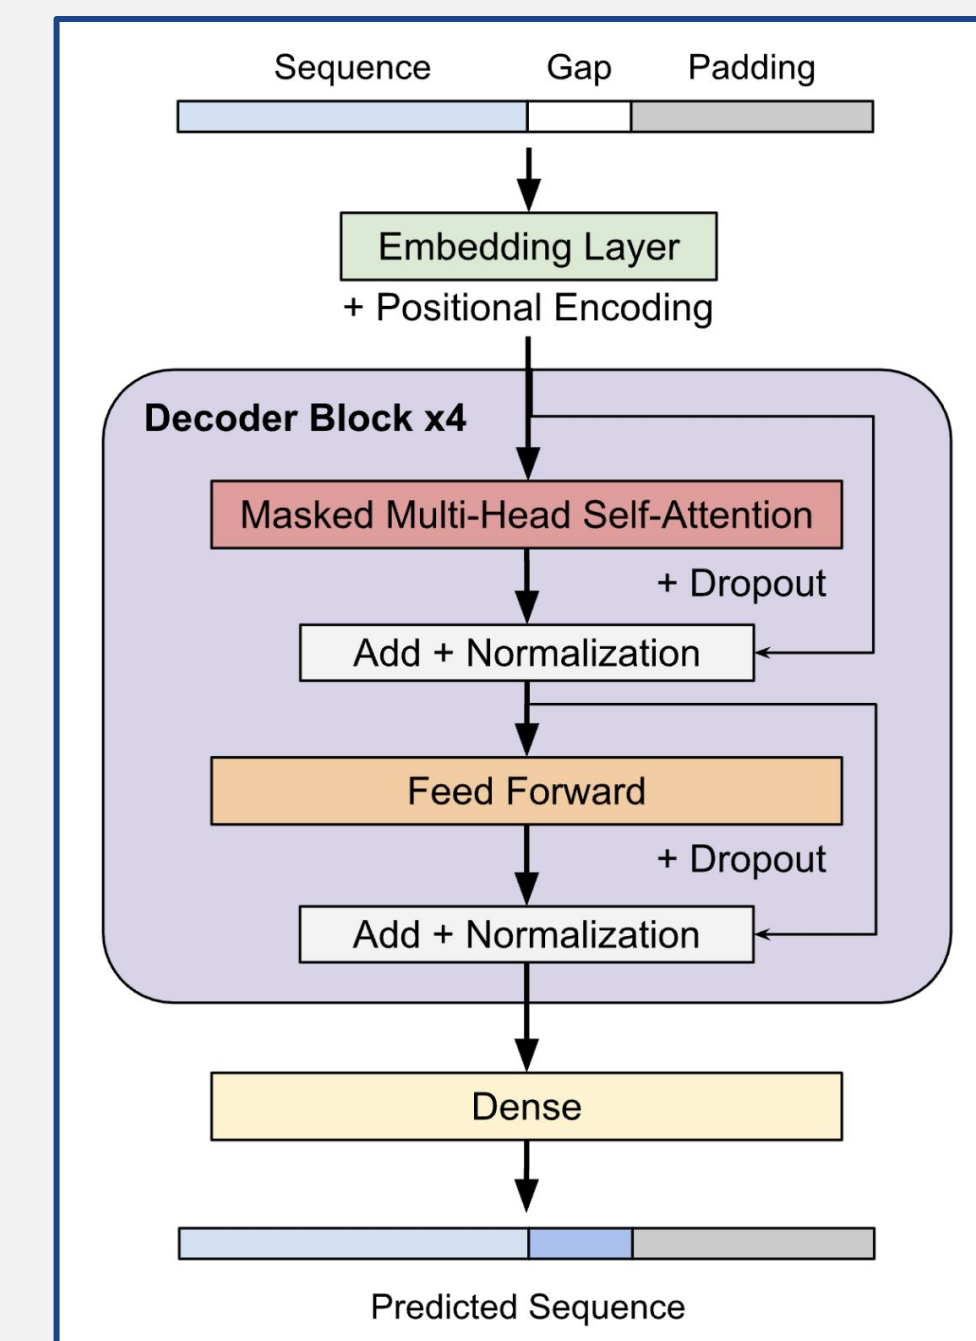 Sequence Gap Padding
Embedding Layer
+ Positional Encoding
Decoder Block x4
Masked Multi-Head Self-Attention
+ Dropout
Add + Normalization
Feed Forward
+ Dropout
Add + Normalization
Dense
Predicted Sequence